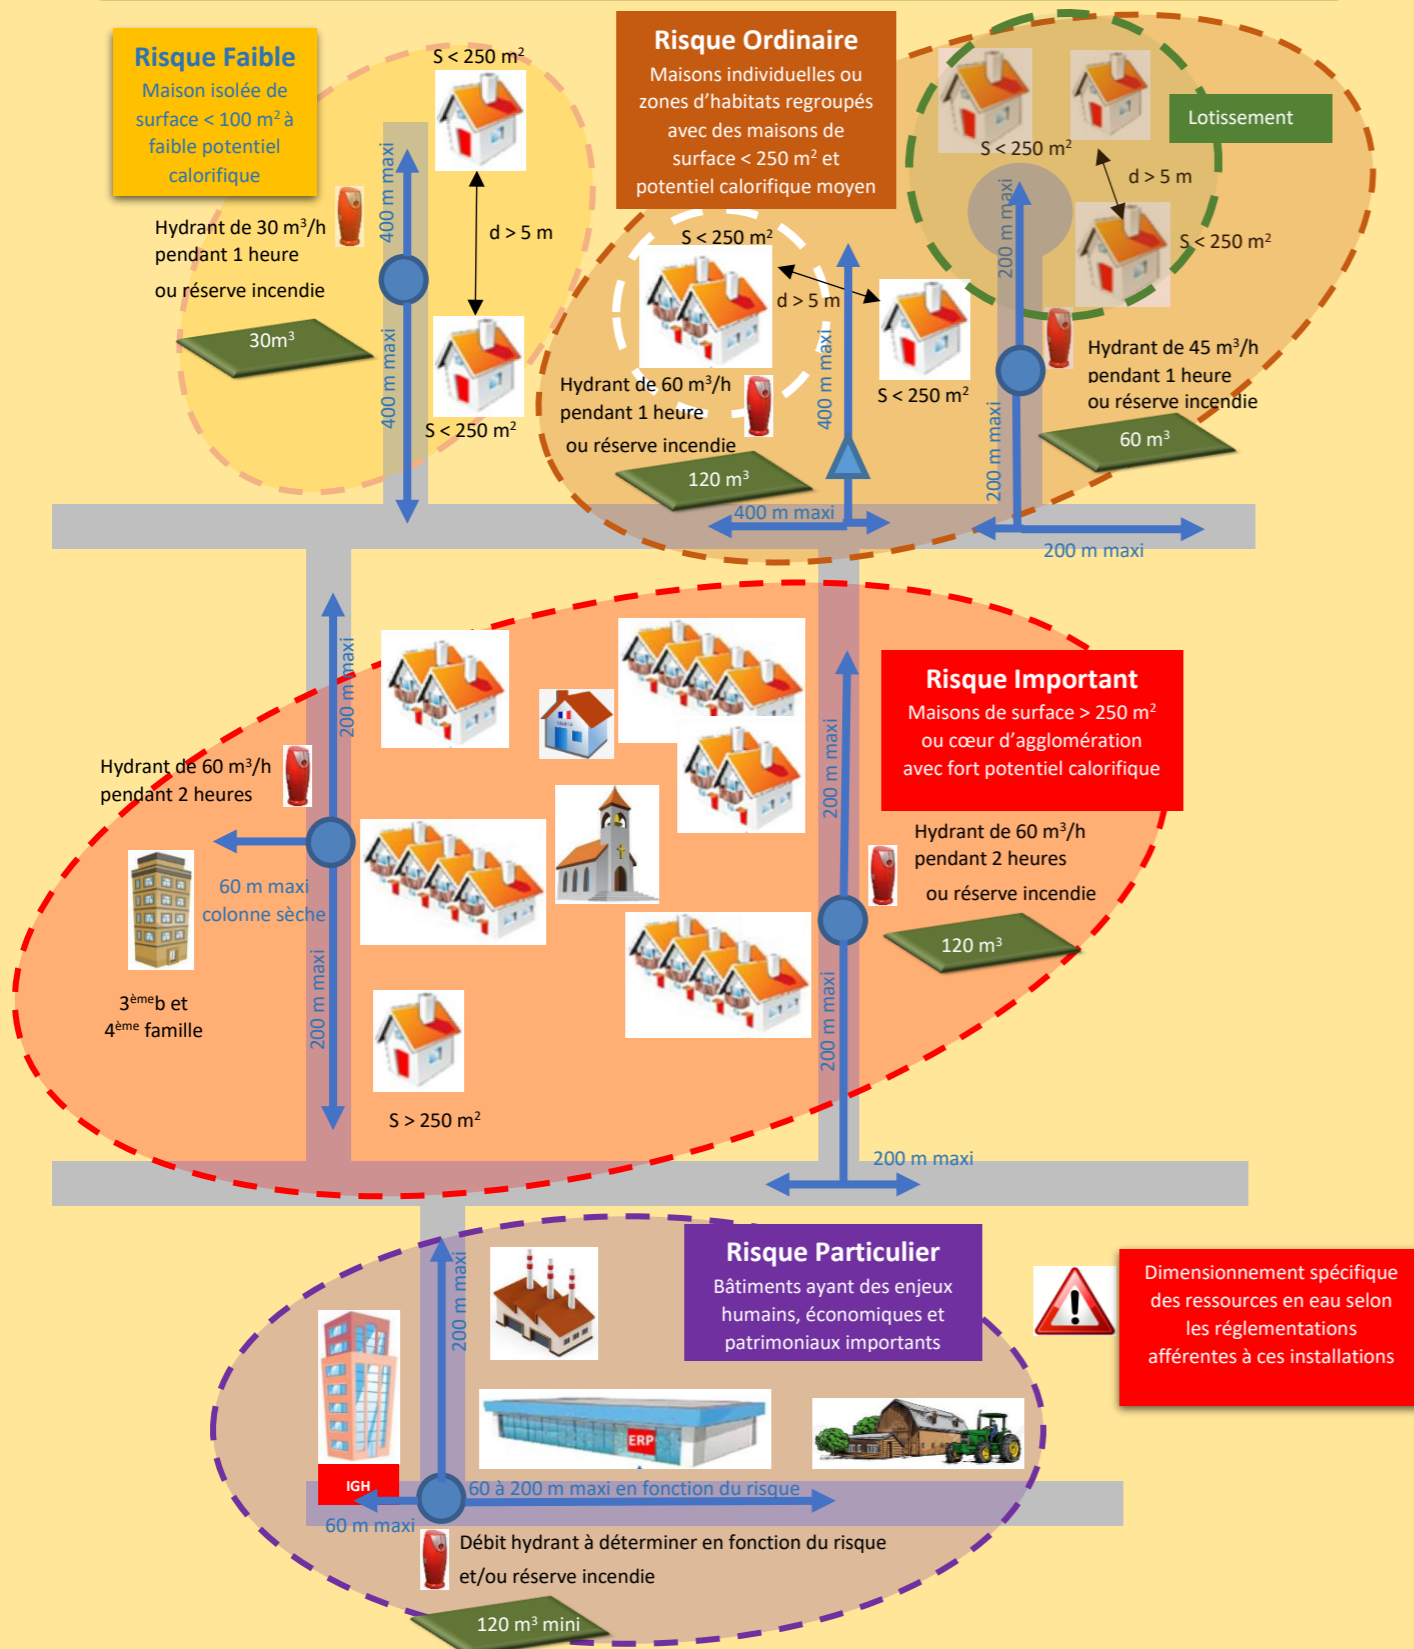 Risque Faible
Maison isolée de
surface < 100 m² à
faible potentiel
calorifique
S < 250 m²
400 m maxi
d > 5 m
Hydrant de 30 m³/h
pendant 1 heure
ou réserve incendie
30m³
400 m maxi
S < 250 m²
Risque Ordinaire
Maisons individuelles ou
zones d'habitats regroupés
avec des maisons de
surface < 250 m² et
potentiel calorifique moyen
S < 250 m²
d > 5 m
S < 250 m²
400 m maxi
Hydrant de 60 m³/h
pendant 1 heure
ou réserve incendie
120 m³
400 m maxi
Lotissement
S < 250 m²
d > 5 m
S < 250 m²
200 m maxi
Hydrant de 45 m³/h
pendant 1 heure
ou réserve incendie
60 m³
200 m maxi
200 m maxi
200 m maxi
Hydrant de 60 m³/h
pendant 2 heures
60 m maxi
colonne sèche
3èmeb et
4ème famille
200 m maxi
S > 250 m²
Risque Important
Maisons de surface > 250 m²
ou cœur d'agglomération
avec fort potentiel calorifique
200 m maxi
Hydrant de 60 m³/h
pendant 2 heures
ou réserve incendie
120 m³
200 m maxi
200 m maxi
Risque Particulier
Bâtiments ayant des enjeux
humains, économiques et
patrimoniaux importants
Dimensionnement spécifique
des ressources en eau selon
les réglementations
afférentes à ces installations
200 m maxi
ERP
IGH
60 à 200 m maxi en fonction du risque
60 m maxi
Débit hydrant à déterminer en fonction du risque
et/ou réserve incendie
120 m³ mini